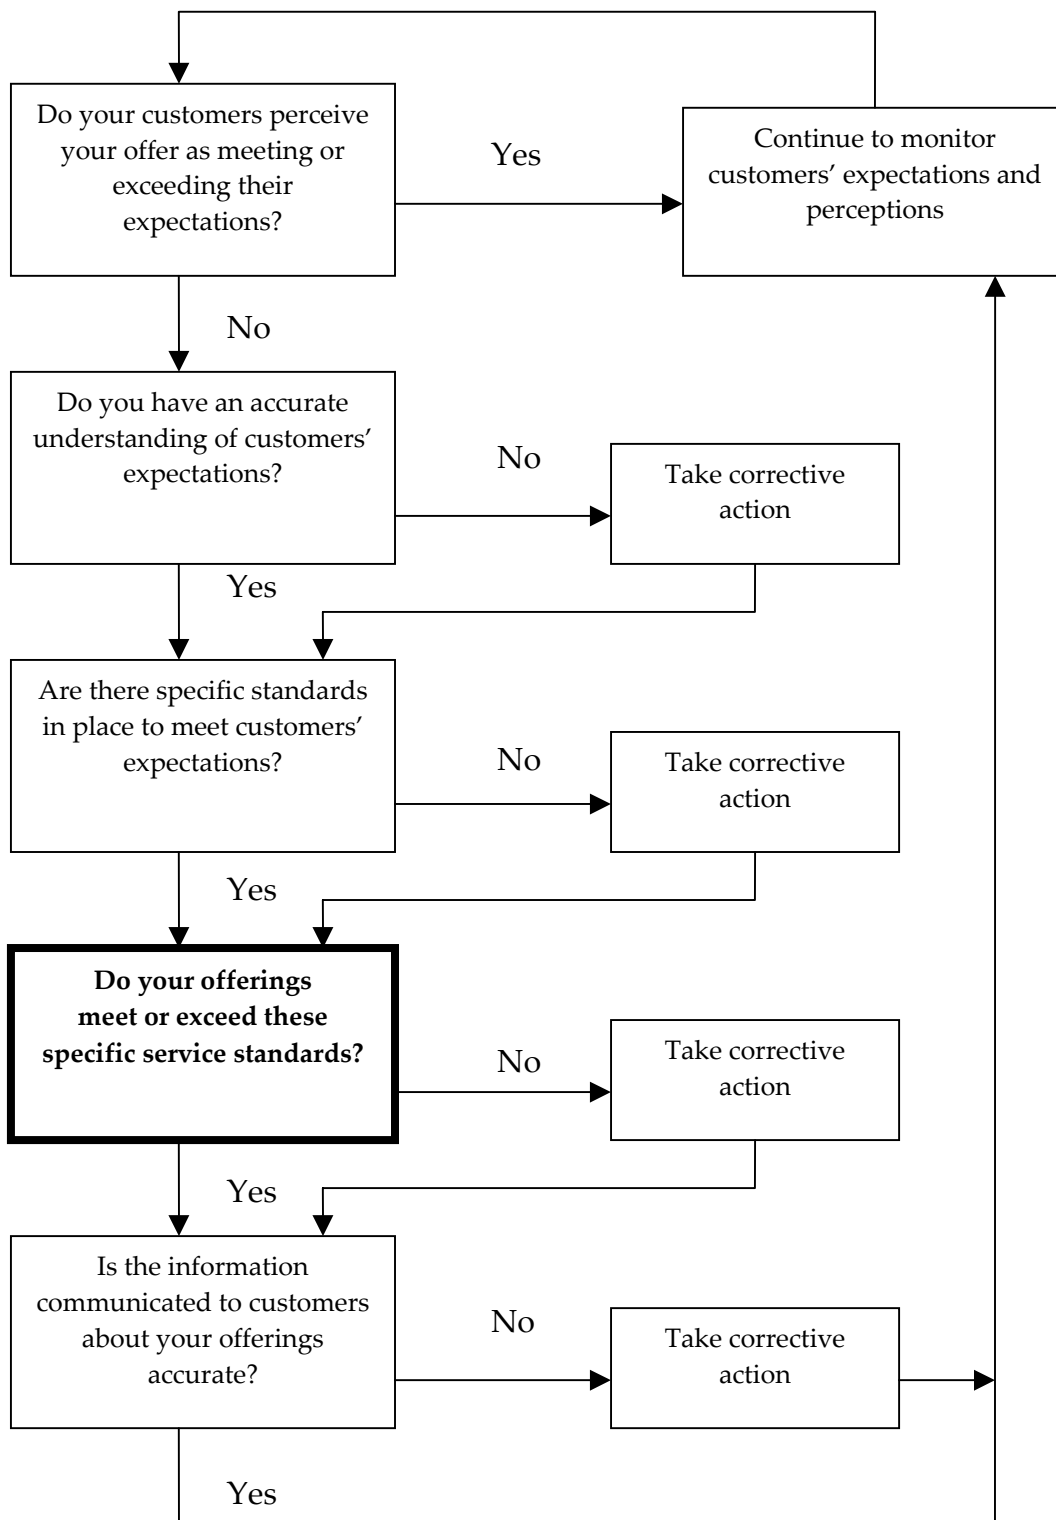 Do your customers perceive
your offer as meeting or
exceeding their
expectations?
Yes
Continue to monitor
customers’ expectations and
perceptions
No
Do you have an accurate
understanding of customers’
expectations?
No
Take corrective
action
Yes
Are there specific standards
in place to meet customers’
expectations?
No
Take corrective
action
Yes
Do your offerings
meet or exceed these
specific service standards?
No
Take corrective
action
Yes
Is the information
communicated to customers
about your offerings
accurate?
No
Take corrective
action
Yes